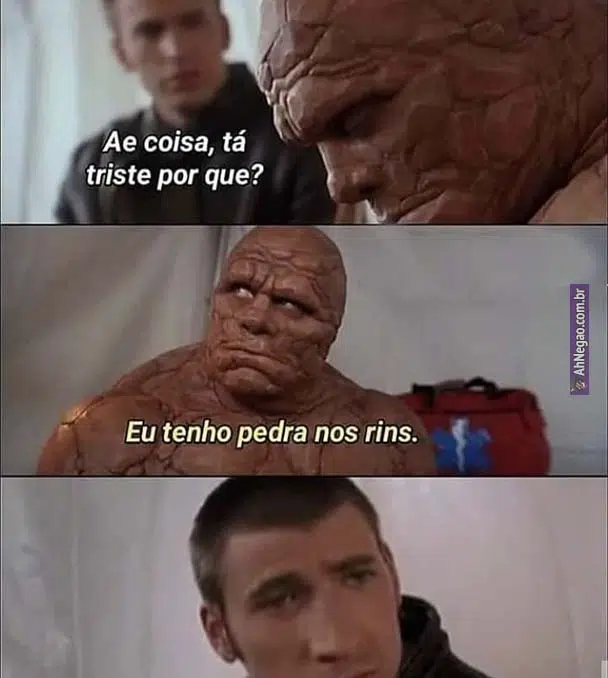 Ae coisa, tá
triste por que?
AhNegao.com.br
Eu tenho pedra nos rins.